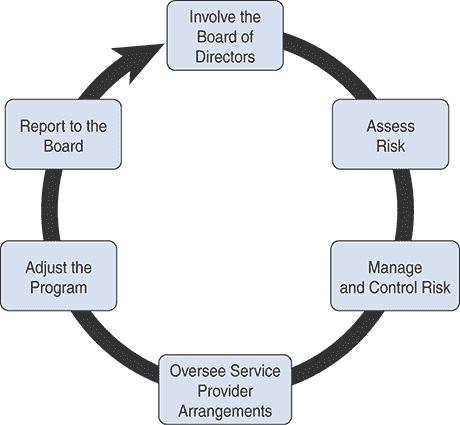 Involve the
Board of
Directors
Assess
Risk
Manage
and Control Risk
Oversee Service
Provider
Arrangements
Adjust the
Program
Report to the
Board